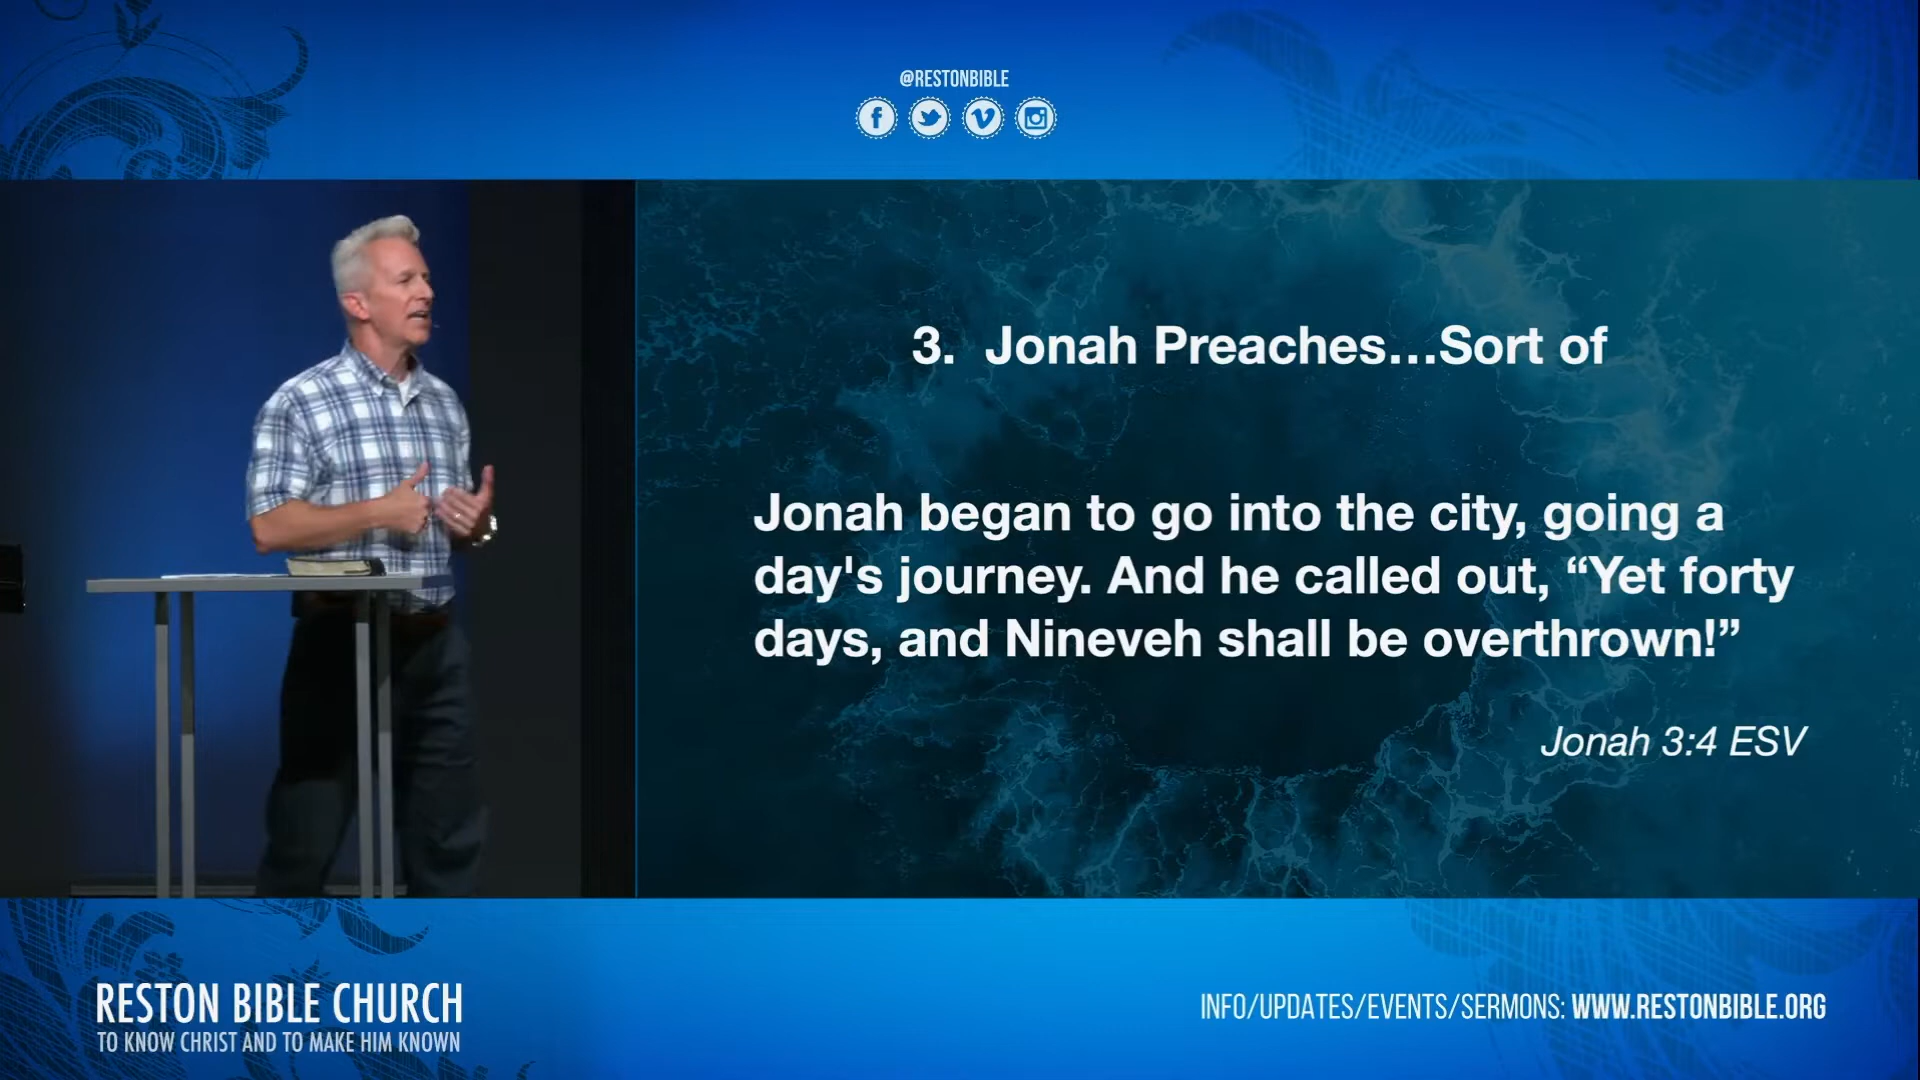 @RESTONBIBLE
3. Jonah Preaches...Sort of
Jonah began to go into the city, going a
day's journey. And he called out, “Yet forty
days, and Nineveh shall be overthrown!”
Jonah 3:4 ESV
RESTON BIBLE CHURCH
TO KNOW CHRIST AND TO MAKE HIM KNOWN
INFO/UPDATES/EVENTS/SERMONS: WWW.RESTONBIBLE.ORG